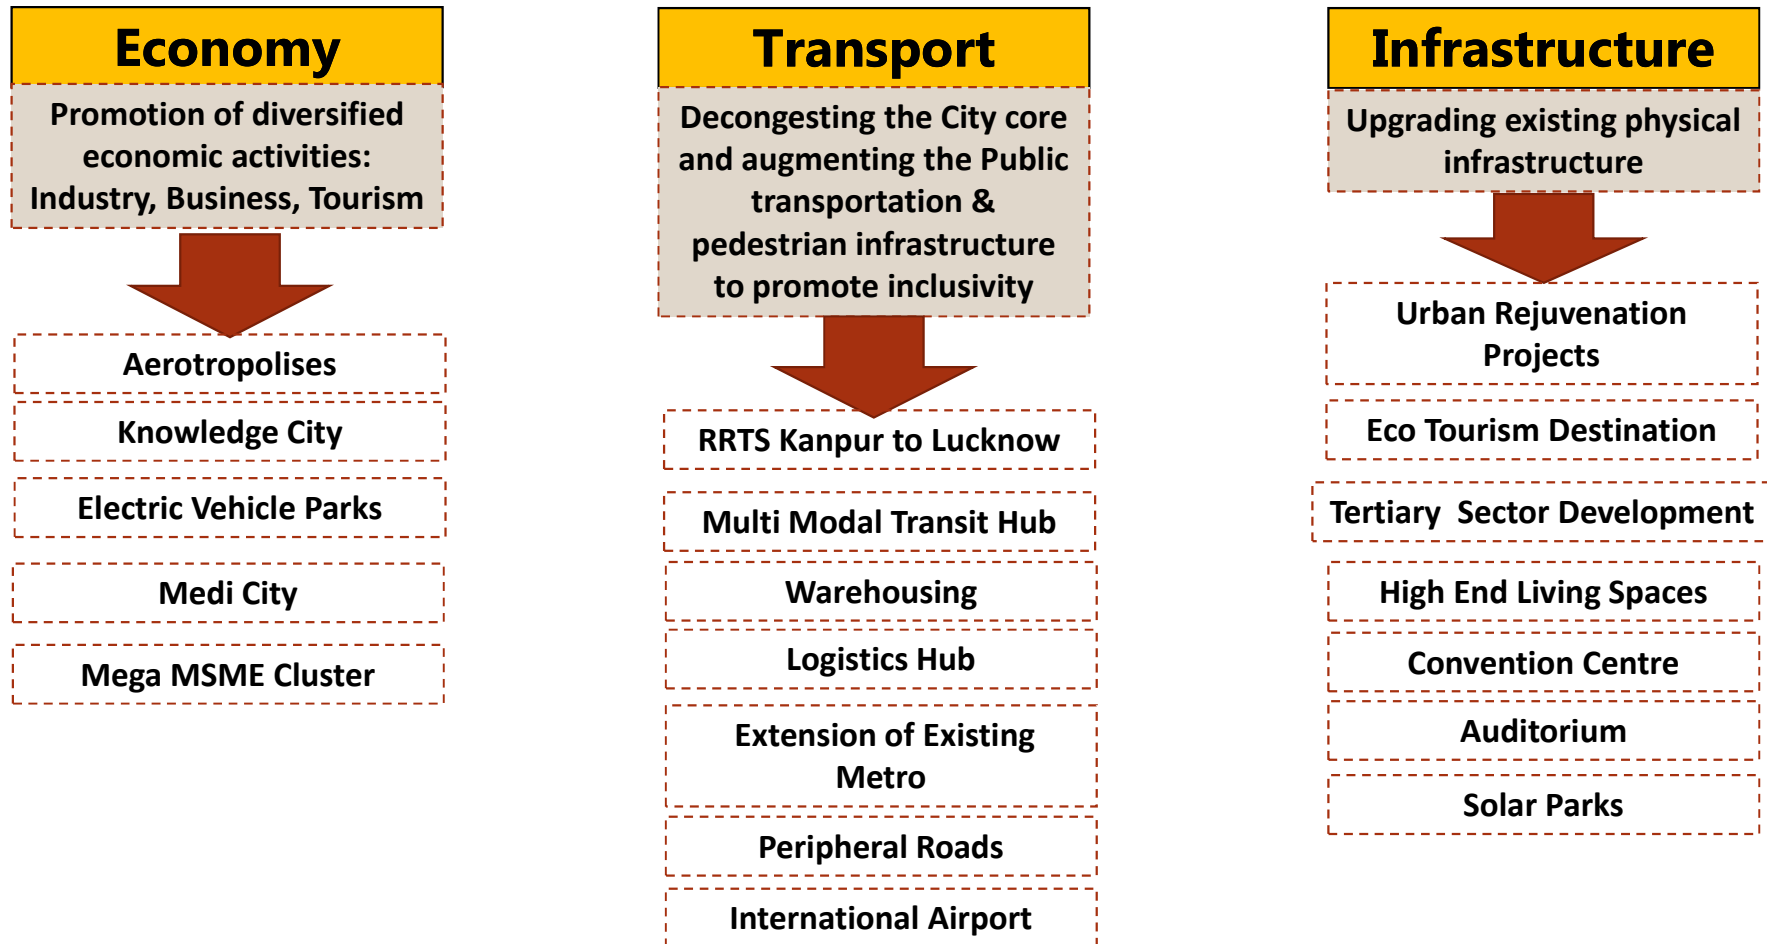 Economy
Promotion of diversified
economic activities:
Industry, Business, Tourism
Aerotropolises
Knowledge City
Electric Vehicle Parks
Medi City
Mega MSME Cluster
Transport
Decongesting the City core
and augmenting the Public
transportation &
pedestrian infrastructure
to promote inclusivity
RRTS Kanpur to Lucknow
Multi Modal Transit Hub
Warehousing
Logistics Hub
Extension of Existing
Metro
Peripheral Roads
International Airport
Infrastructure
Upgrading existing physical
infrastructure
Urban Rejuvenation
Projects
Eco Tourism Destination
Tertiary  Sector Development
High End Living Spaces
Convention Centre
Auditorium
Solar Parks